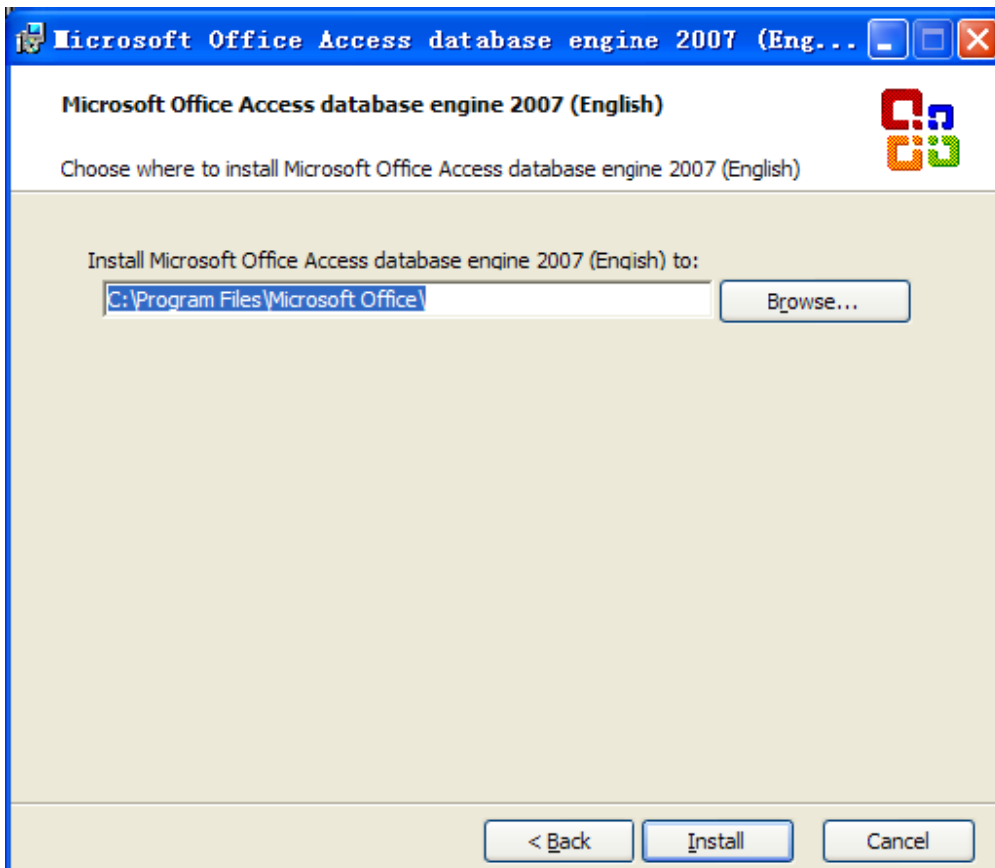 Microsoft Office Access database engine 2007 (Eng...
Microsoft Office Access database engine 2007 (English)
Choose where to install Microsoft Office Access database engine 2007 (English)
Install Microsoft Office Access database engine 2007 (Engish) to:
C:\Program Files\Microsoft Office\
Browse...
< Back
Install
Cancel